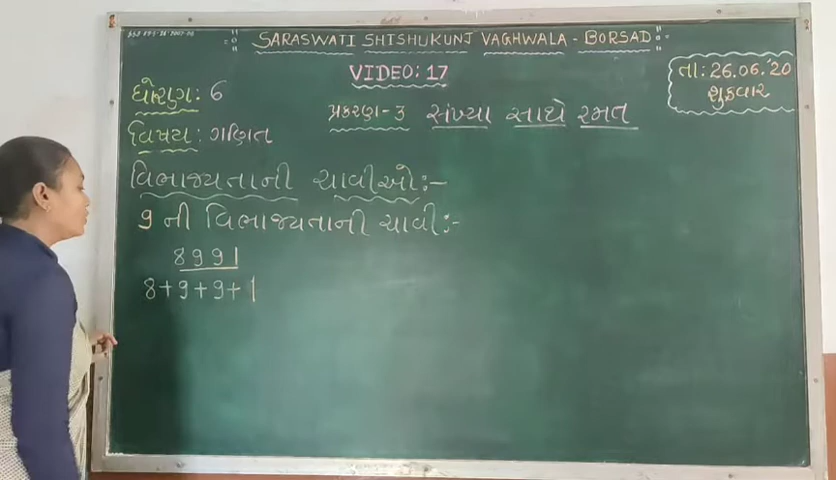 SARASWATI SHISHUKUNJ VAGHWALA - BORSAD
VIDEO: 17
તા: 26.06.'20
શુક્રવાર
ધોરણ: 6
પ્રકરણ-3 સંખ્યા સાથે રમત
વિષય: ગણિત
વિભાજ્યતાની ચાવીઓ:-
9 ની વિભાજ્યતાની ચાવી:-
8991
8+9+9+1